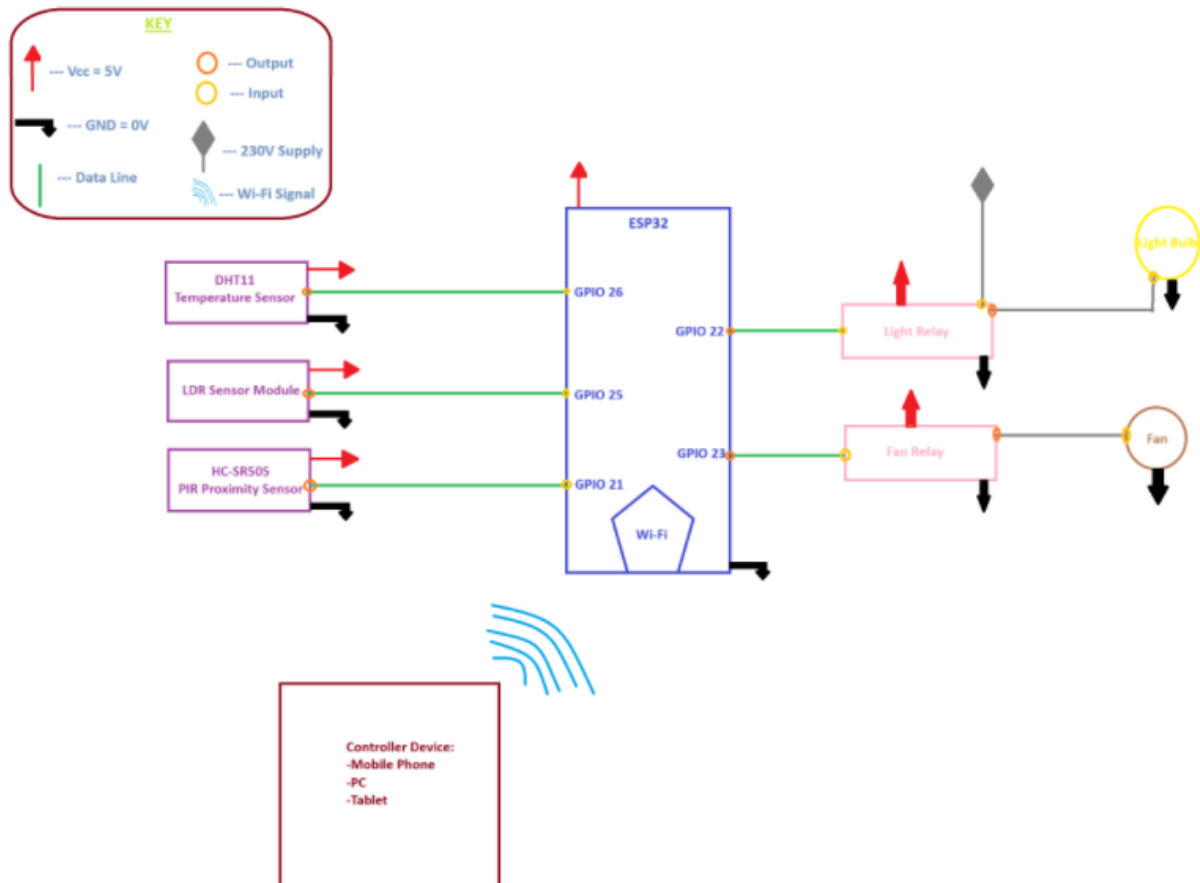 KEY
--- Vcc = 5V
--- Output
--- Input
--- GND = 0V
--- 230V Supply
--- Data Line
--- Wi-Fi Signal
ESP32
DHT11
Temperature Sensor
GPIO 26
Light Bulb
GPIO 22
Light Relay
LDR Sensor Module
GPIO 25
GPIO 23
Fan Relay
Fan
HC-SR505
PIR Proximity Sensor
GPIO 21
Wi-Fi
Controller Device:
-Mobile Phone
-PC
-Tablet